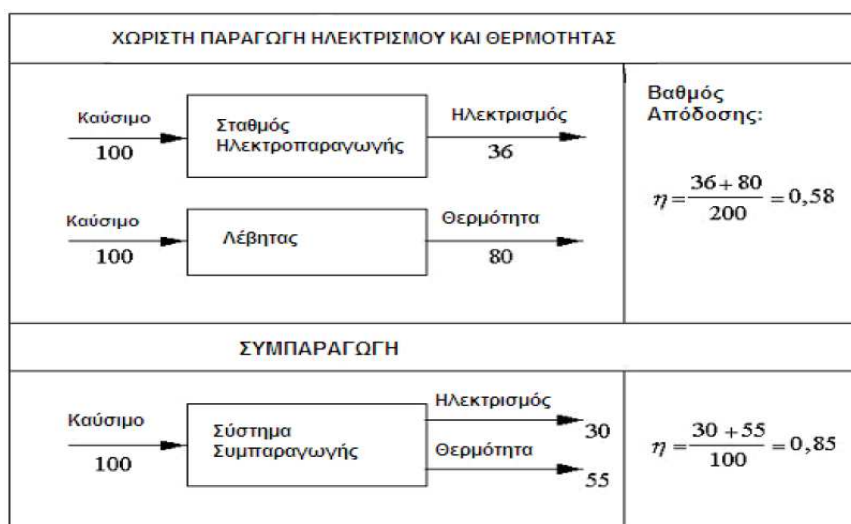 ΧΩΡΙΣΤΗ ΠΑΡΑΓΩΓΗ ΗΛΕΚΤΡΙΣΜΟΥ ΚΑΙ ΘΕΡΜΟΤΗΤΑΣ
Καύσιμο
100
Σταθμός
Ηλεκτροπαραγωγής
Ηλεκτρισμός
36
Καύσιμο
100
Λέβητας
Θερμότητα
80
Βαθμός
Απόδοσης:
η = (36 + 80) / 200 = 0,58
ΣΥΜΠΑΡΑΓΩΓΗ
Καύσιμο
100
Σύστημα
Συμπαραγωγής
Ηλεκτρισμός
30
Θερμότητα
55
η = (30 + 55) / 100 = 0,85